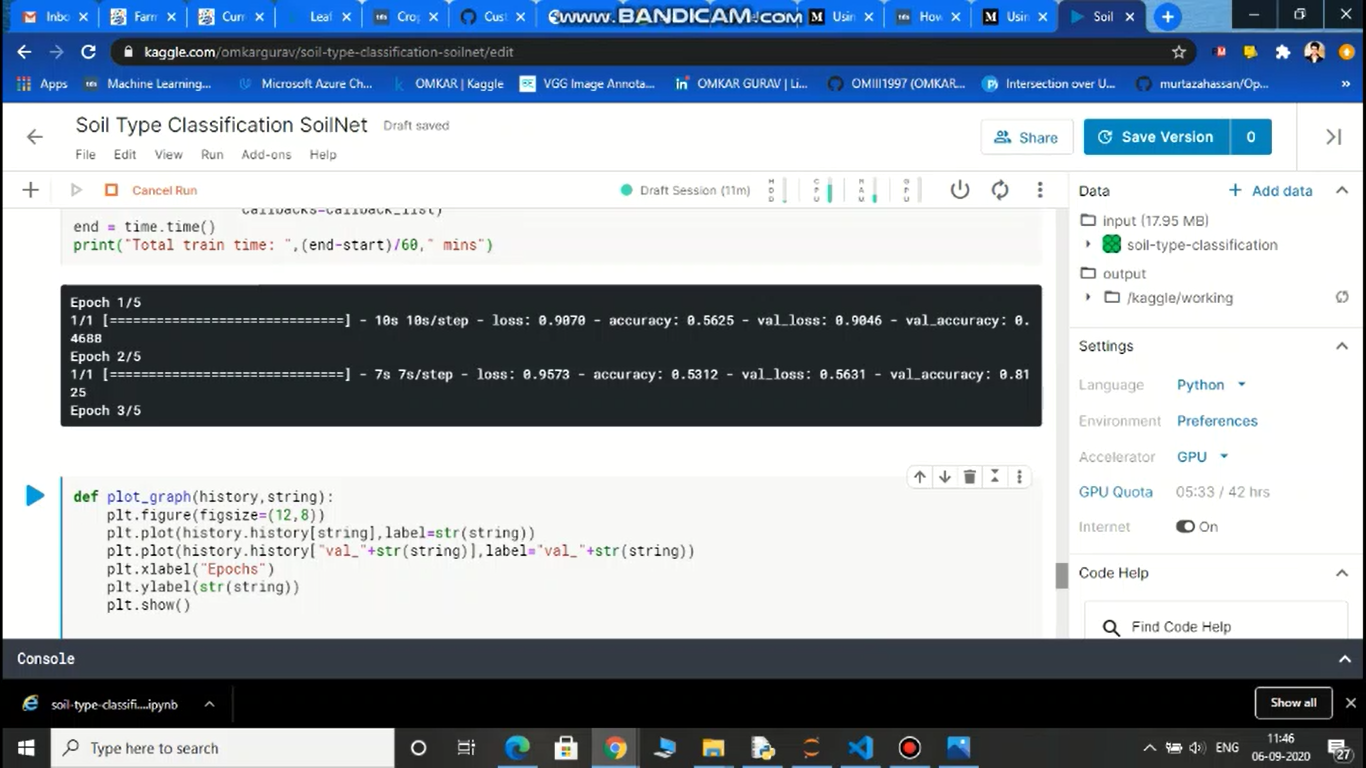 Inbo
Farn
Curr
Leaf
Cro
Cust
www.BANDICAM.com
Usin
How
Usin
Soil
kaggle.com/omkargurav/soil-type-classification-soilnet/edit
Apps
Machine Learning...
Microsoft Azure Ch...
OMKAR | Kaggle
VGG Image Annota...
OMKAR GURAV | Li...
OMIII1997 (OMKAR...
Intersection over U...
murtazahassan/Op...
»
Soil Type Classification SoilNet
Draft saved
Share
Save Version
0
File Edit View Run Add-ons Help
Cancel Run
Draft Session (11m)
HDD
CPU
RAM
GPU
callbacks=callback_list)
end = time.time()
print("Total train time: ",(end-start)/60," mins")
Epoch 1/5
1/1 [==============================] - 10s 10s/step - loss: 0.9070 - accuracy: 0.5625 - val_loss: 0.9046 - val_accuracy: 0.
4688
Epoch 2/5
1/1 [==============================] - 7s 7s/step - loss: 0.9573 - accuracy: 0.5312 - val_loss: 0.5631 - val_accuracy: 0.81
25
Epoch 3/5
def plot_graph(history,string):
plt.figure(figsize=(12,8))
plt.plot(history.history[string],label=str(string))
plt.plot(history.history["val_"+str(string)],label="val_"+str(string))
plt.xlabel("Epochs")
plt.ylabel(str(string))
plt.show()
Data
+ Add data
input (17.95 MB)
soil-type-classification
output
/kaggle/working
Settings
Language Python
Environment Preferences
Accelerator GPU
GPU Quota 05:33 / 42 hrs
Internet On
Code Help
Find Code Help
Console
soil-type-classifi....ipynb
Show all
Type here to search
ENG
11:46
06-09-2020
27